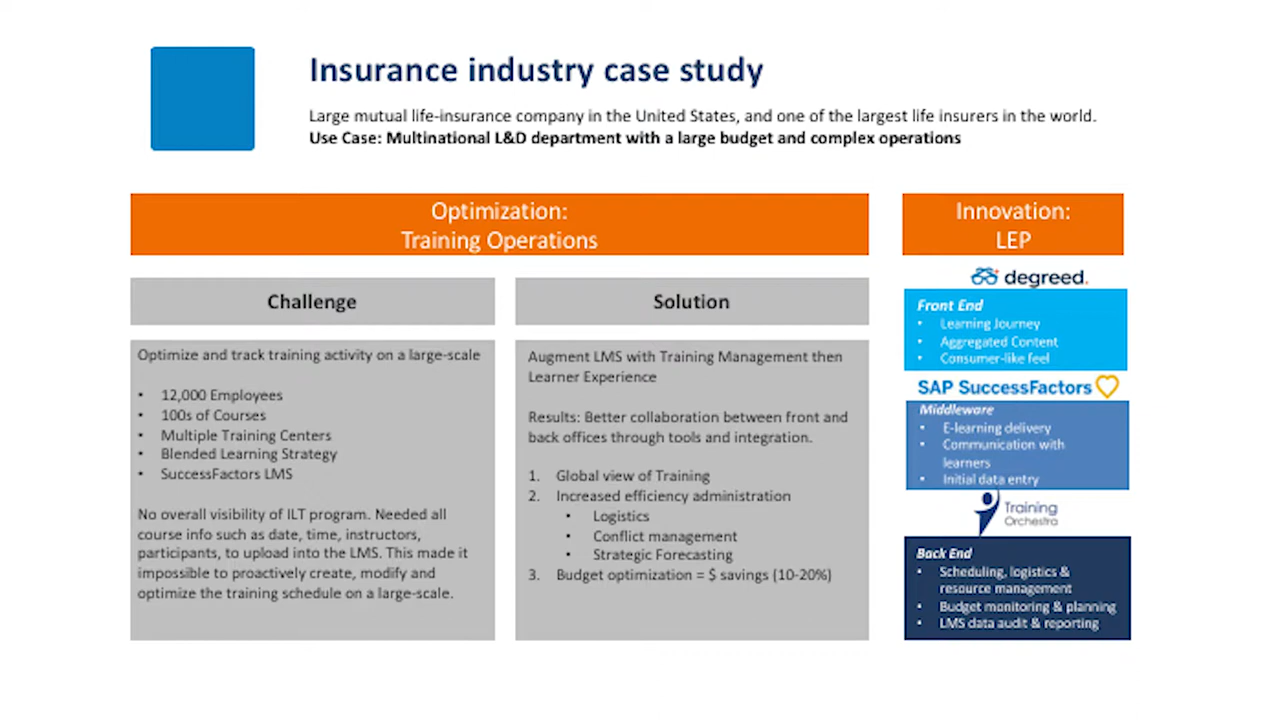 Insurance industry case study
Large mutual life-insurance company in the United States, and one of the largest life insurers in the world.
Use Case: Multinational L&D department with a large budget and complex operations
Optimization:
Training Operations
Challenge
Optimize and track training activity on a large-scale
• 12,000 Employees
• 100s of Courses
• Multiple Training Centers
• Blended Learning Strategy
• SuccessFactors LMS
No overall visibility of ILT program. Needed all
course info such as date, time, instructors,
participants, to upload into the LMS. This made it
impossible to proactively create, modify and
optimize the training schedule on a large-scale.
Solution
Augment LMS with Training Management then
Learner Experience
Results: Better collaboration between front and
back offices through tools and integration.
1. Global view of Training
2. Increased efficiency administration
• Logistics
• Conflict management
• Strategic Forecasting
3. Budget optimization = $ savings (10-20%)
Innovation:
LEP
degreed.
Front End
• Learning Journey
• Aggregated Content
• Consumer-like feel
SAP SuccessFactors
Middleware
• E-learning delivery
• Communication with
learners
• Initial data entry
Training
Orchestra
Back End
• Scheduling, logistics &
resource management
• Budget monitoring & planning
• LMS data audit & reporting